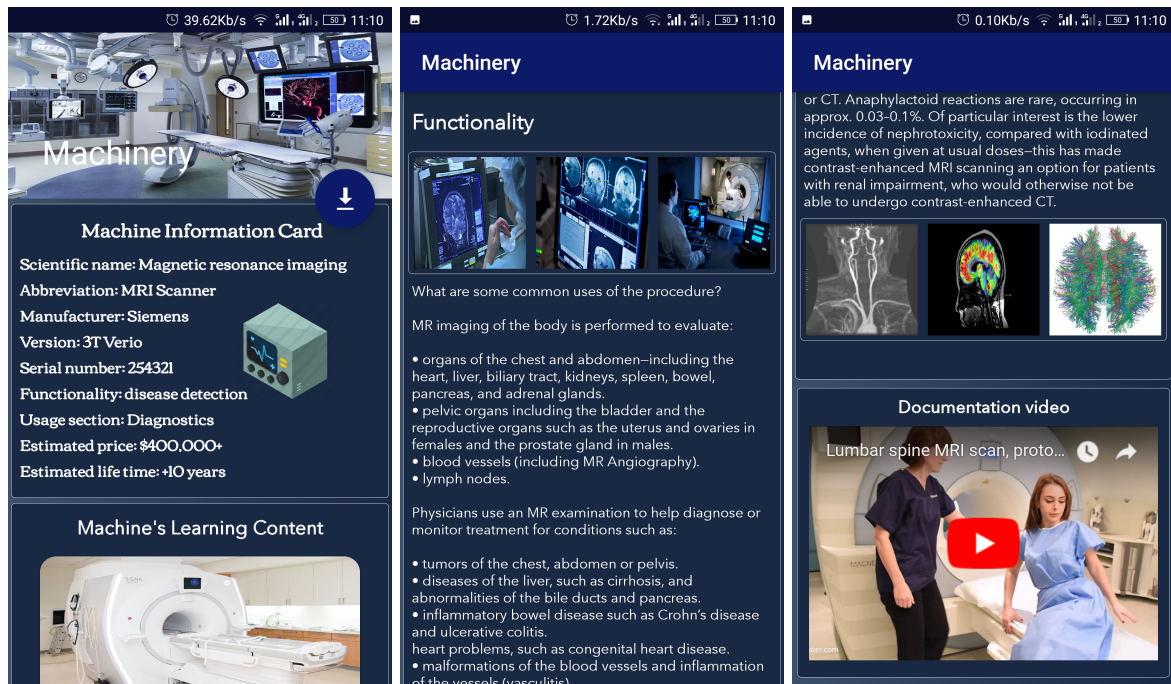 39.62Kb/s 50 11:10
Machinery
Machine Information Card
Scientific name: Magnetic resonance imaging
Abbreviation: MRI Scanner
Manufacturer: Siemens
Version: 3T Verio
Serial number: 254321
Functionality: disease detection
Usage section: Diagnostics
Estimated price: $400,000+
Estimated life time: +10 years
Machine's Learning Content
1.72Kb/s 50 11:10
Machinery
Functionality
What are some common uses of the procedure?
MR imaging of the body is performed to evaluate:
• organs of the chest and abdomen—including the
heart, liver, biliary tract, kidneys, spleen, bowel,
pancreas, and adrenal glands.
• pelvic organs including the bladder and the
reproductive organs such as the uterus and ovaries in
females and the prostate gland in males.
• blood vessels (including MR Angiography).
• lymph nodes.
Physicians use an MR examination to help diagnose or
monitor treatment for conditions such as:
• tumors of the chest, abdomen or pelvis.
• diseases of the liver, such as cirrhosis, and
abnormalities of the bile ducts and pancreas.
• inflammatory bowel disease such as Crohn's disease
and ulcerative colitis.
heart problems, such as congenital heart disease.
• malformations of the blood vessels and inflammation
of the vessels (vasculitis)
0.10Kb/s 50 11:10
Machinery
or CT. Anaphylactoid reactions are rare, occurring in
approx. 0.03–0.1%. Of particular interest is the lower
incidence of nephrotoxicity, compared with iodinated
agents, when given at usual doses—this has made
contrast-enhanced MRI scanning an option for patients
with renal impairment, who would otherwise not be
able to undergo contrast-enhanced CT.
Documentation video
Lumbar spine MRI scan, proto...
ster.com